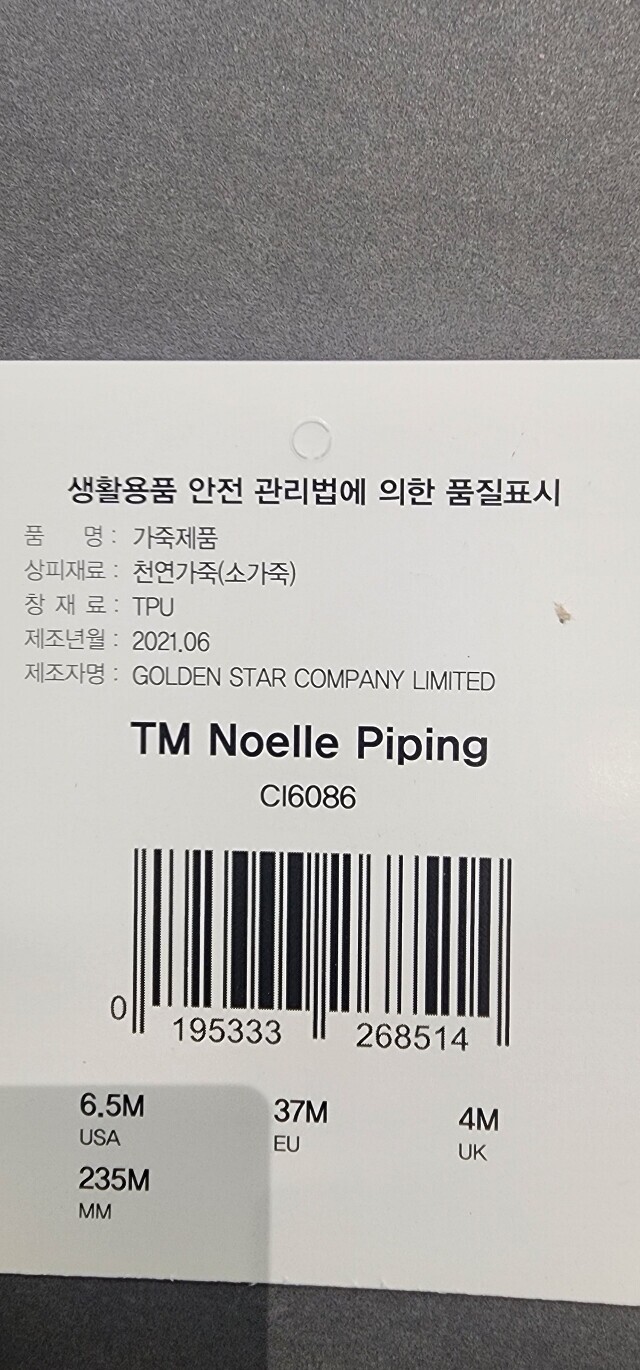 생활용품 안전 관리법에 의한 품질표시
품 명 : 가죽제품
상피재료 : 천연가죽(소가죽)
창 재 료 : TPU
제조년월 : 2021.06
제조자명 : GOLDEN STAR COMPANY LIMITED
TM Noelle Piping
CI6086
0 195333 268514
6.5M 37M 4M
USA EU UK
235M
MM